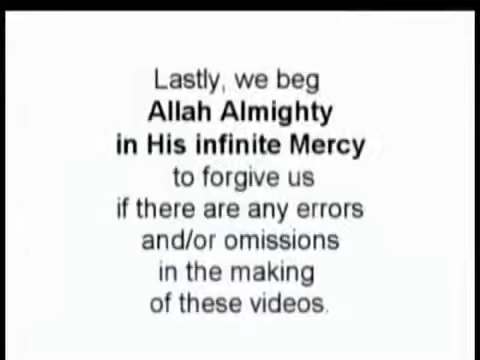 Lastly, we beg
Allah Almighty
in His infinite Mercy
to forgive us
if there are any errors
and/or omissions
in the making
of these videos.